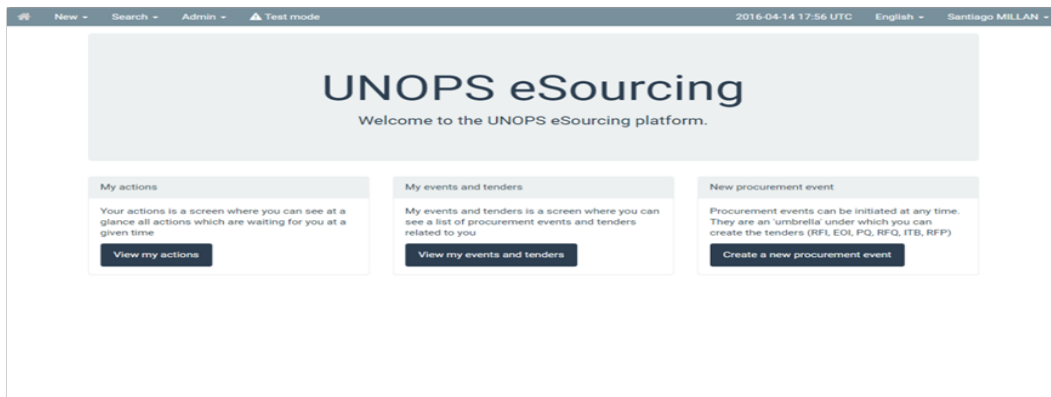 New Search Admin Test mode 2016-04-14 17:56 UTC English Santiago MILLAN
UNOPS eSourcing
Welcome to the UNOPS eSourcing platform.
My actions
Your actions is a screen where you can see at a
glance all actions which are waiting for you at a
given time
View my actions
My events and tenders
My events and tenders is a screen where you can
see a list of procurement events and tenders
related to you
View my events and tenders
New procurement event
Procurement events can be initiated at any time.
They are an 'umbrella' under which you can
create the tenders (RFI, EOI, PQ, RFQ, ITB, RFP)
Create a new procurement event